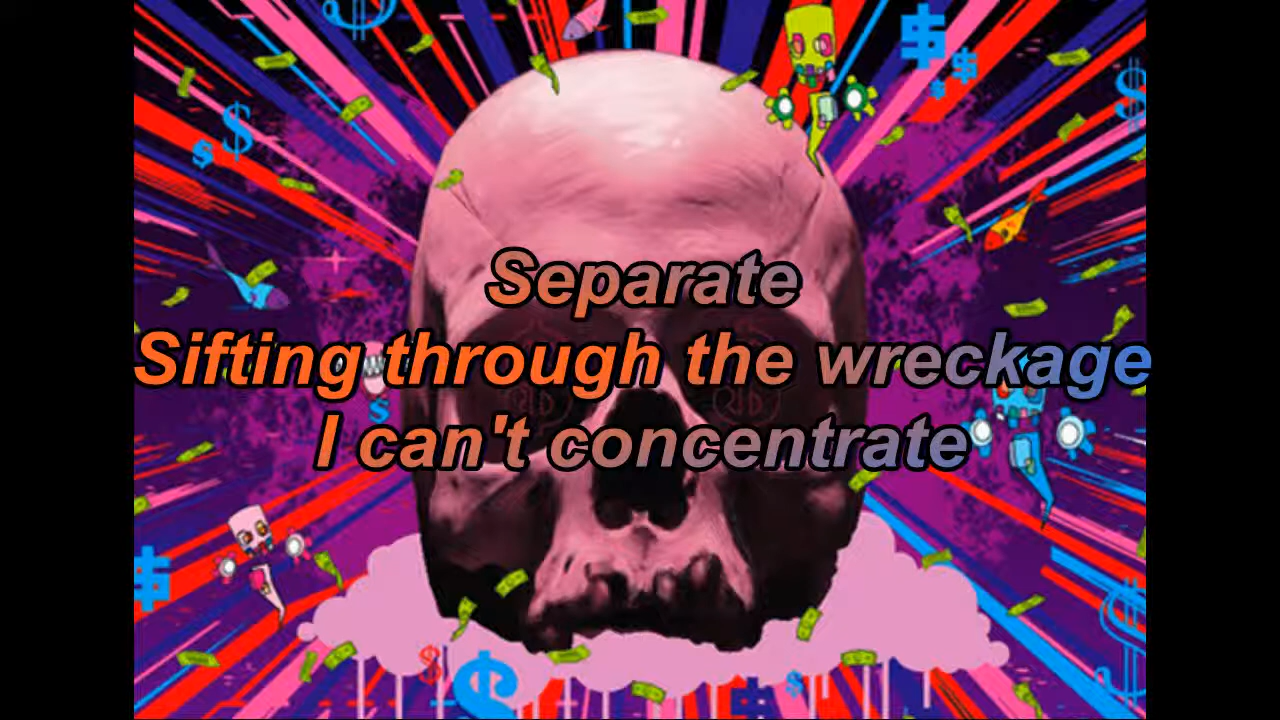 Separate
Sifting through the wreckage
I can't concentrate